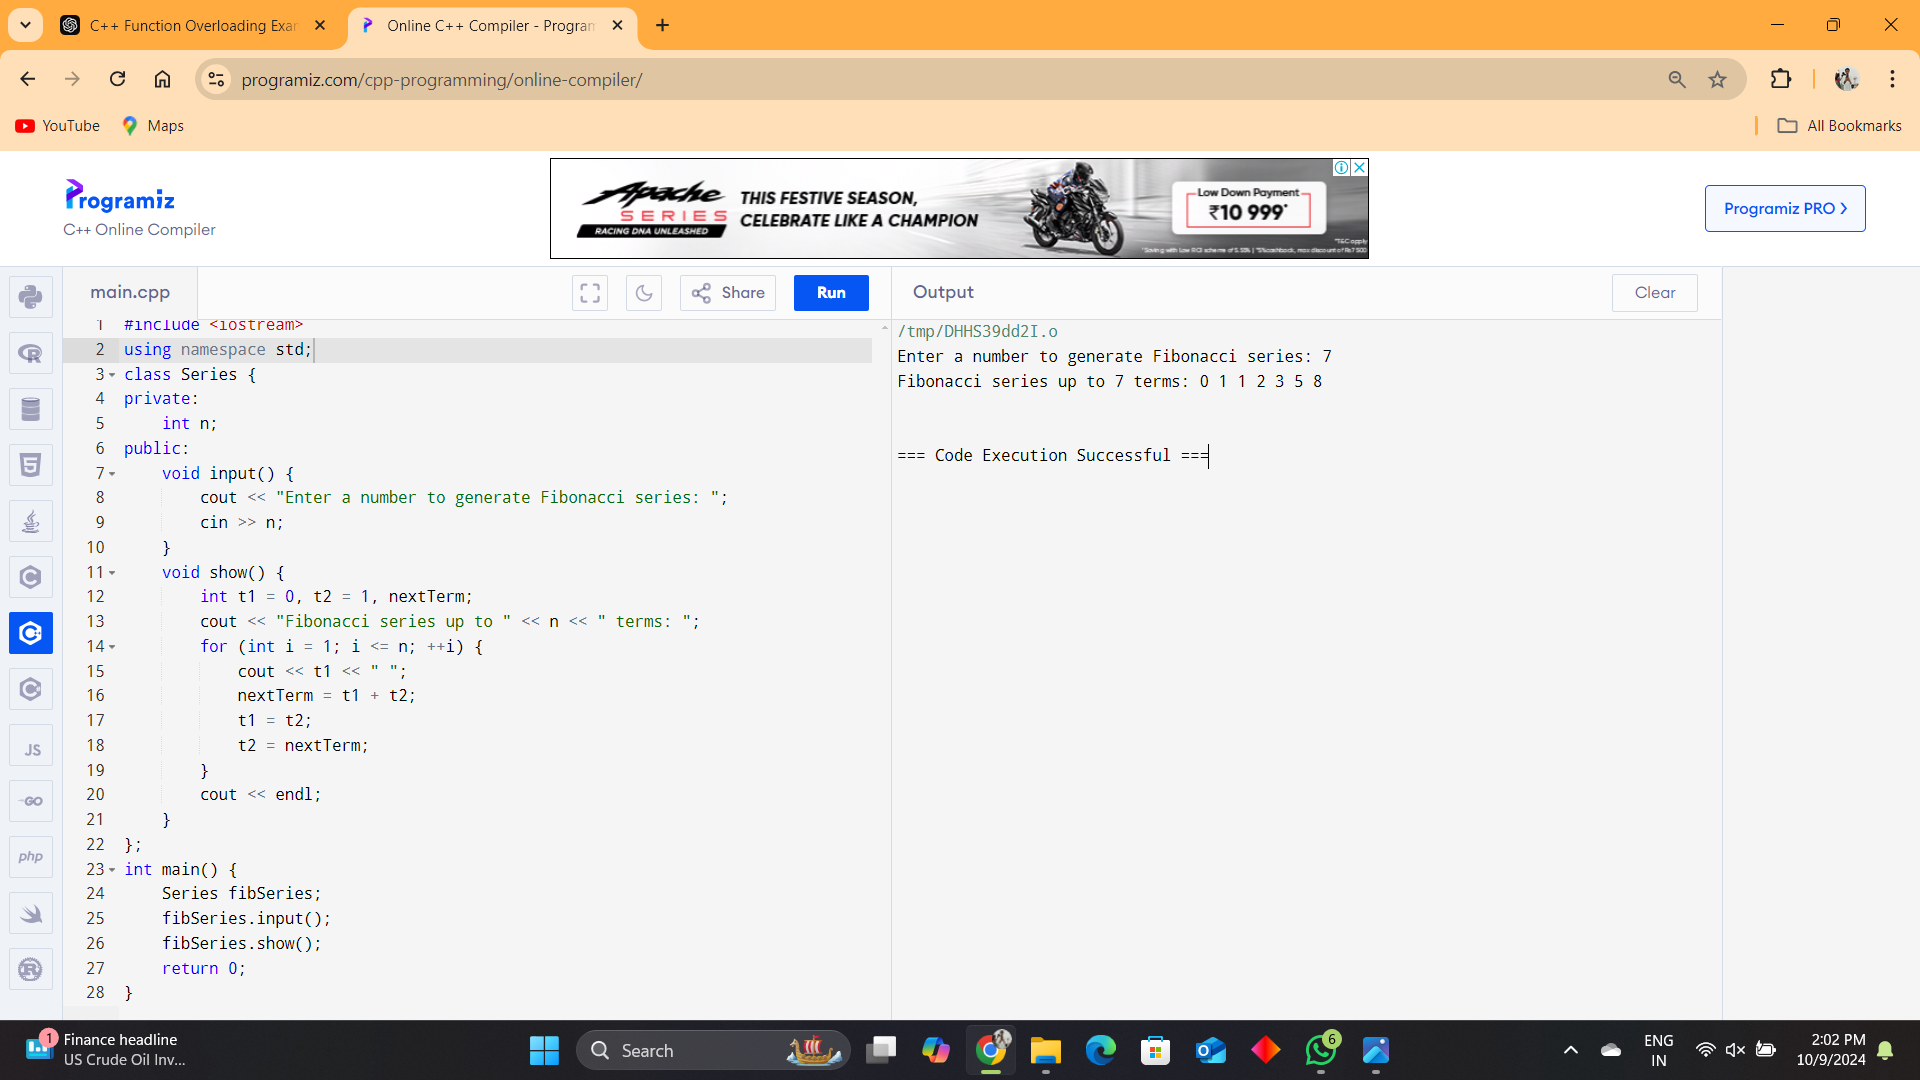 C++ Function Overloading Exar
Online C++ Compiler - Program
programiz.com/cpp-programming/online-compiler/
YouTube
Maps
All Bookmarks
Programiz
C++ Online Compiler
Apache
SERIES
RACING DNA UNLEASHED
THIS FESTIVE SEASON,
CELEBRATE LIKE A CHAMPION
Low Down Payment
₹10 999*
*T&C apply
Programiz PRO
main.cpp
Share
Run
Output
Clear
1 #include <iostream>
2 using namespace std;
3 class Series {
4 private:
5     int n;
6 public:
7     void input() {
8         cout << "Enter a number to generate Fibonacci series: ";
9         cin >> n;
10     }
11     void show() {
12         int t1 = 0, t2 = 1, nextTerm;
13         cout << "Fibonacci series up to " << n << " terms: ";
14         for (int i = 1; i <= n; ++i) {
15             cout << t1 << " ";
16             nextTerm = t1 + t2;
17             t1 = t2;
18             t2 = nextTerm;
19         }
20         cout << endl;
21     }
22 };
23 int main() {
24     Series fibSeries;
25     fibSeries.input();
26     fibSeries.show();
27     return 0;
28 }
/tmp/DHHS39dd2I.o
Enter a number to generate Fibonacci series: 7
Fibonacci series up to 7 terms: 0 1 1 2 3 5 8
=== Code Execution Successful ===
JS
GO
php
1
Finance headline
US Crude Oil Inv...
Search
6
ENG
IN
2:02 PM
10/9/2024